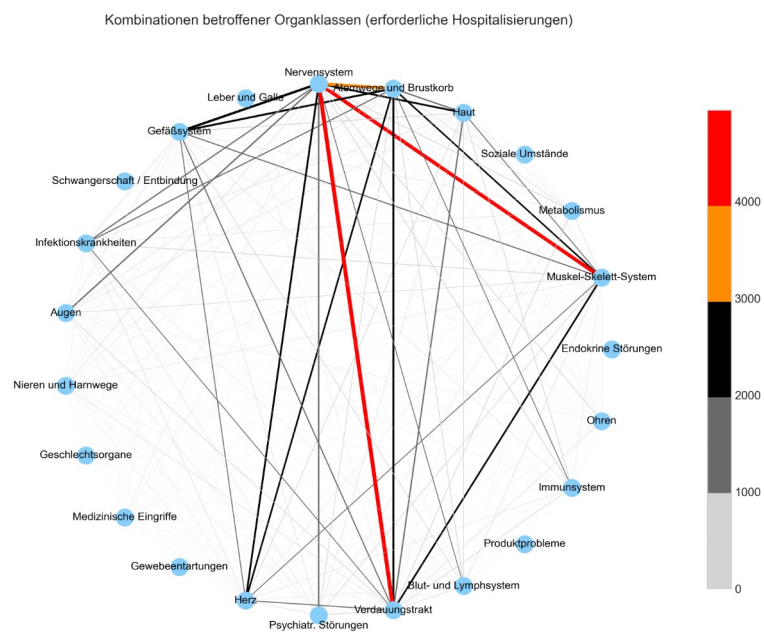 Kombinationen betroffener Organklassen (erforderliche Hospitalisierungen)
Nervensystem
Atemwege und Brustkorb
Leber und Galle
Haut
Gefäßsystem
Soziale Umstände
Schwangerschaft / Entbindung
Metabolismus
4000
Infektionskrankheiten
Muskel-Skelett-System
3000
Augen
Endokrine Störungen
Nieren und Harnwege
2000
Ohren
Geschlechtsorgane
Immunsystem
1000
Medizinische Eingriffe
Produktprobleme
Gewebeentartungen
Blut- und Lymphsystem
0
Herz
Verdauungstrakt
Psychiatr. Störungen